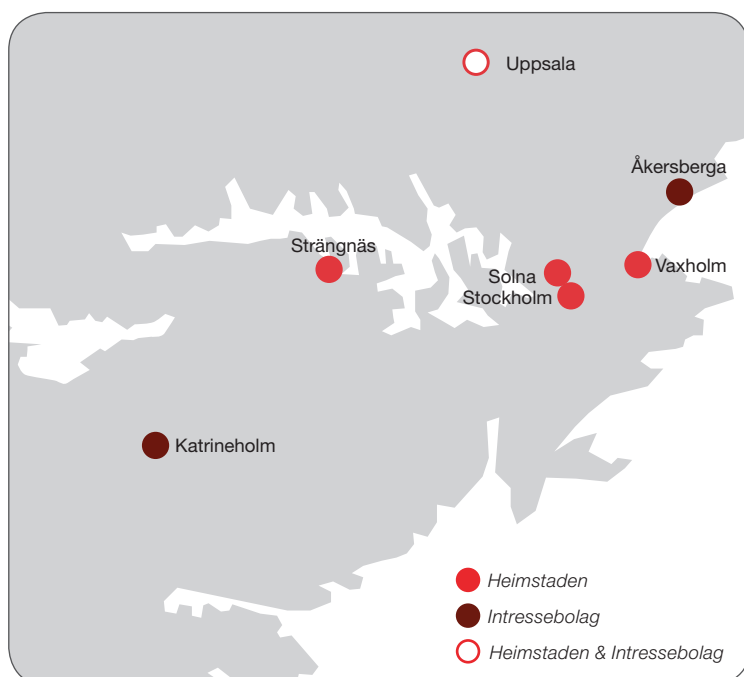 Uppsala
Åkersberga
Strängnäs
Vaxholm
Solna
Stockholm
Katrineholm
Heimstaden
Intressebolag
Heimstaden & Intressebolag